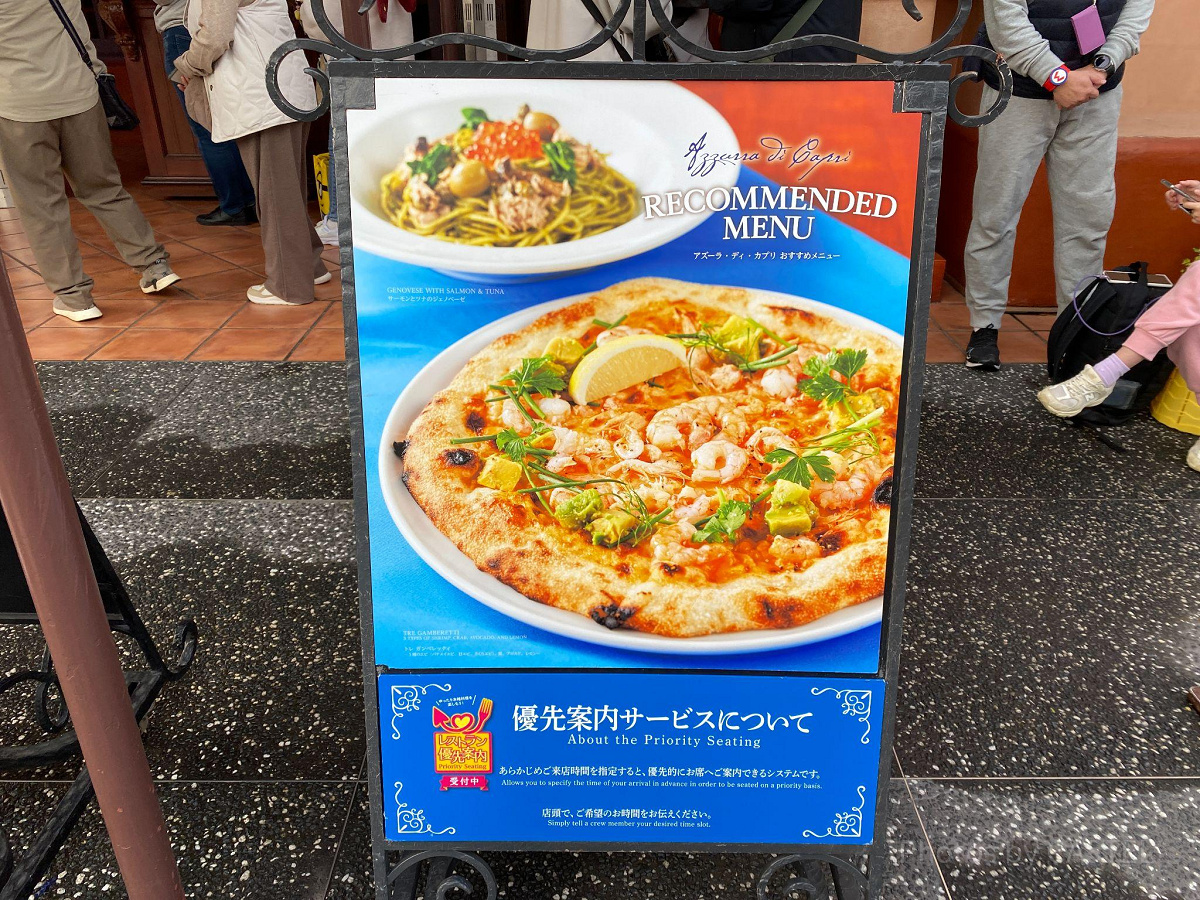 Azzurra di Capri
RECOMMENDED
MENU
アズーラ・ディ・カプリ おすすめメニュー
GENOVESE WITH SALMON & TUNA
サーモンとツナのジェノベーゼ
TRE GAMBERETTI
トレ ガンベレッティ
レストラン
優先案内
Priority Seating
受付中
優先案内サービスについて
About the Priority Seating
あらかじめご来店時間を指定すると、優先的にお席へご案内できるシステムです。
Allows you to specify the time of your arrival in advance in order to be seated on a priority basis.
店頭で、ご希望のお時間をお伝えください。
Simply tell a crew member your desired time slot.